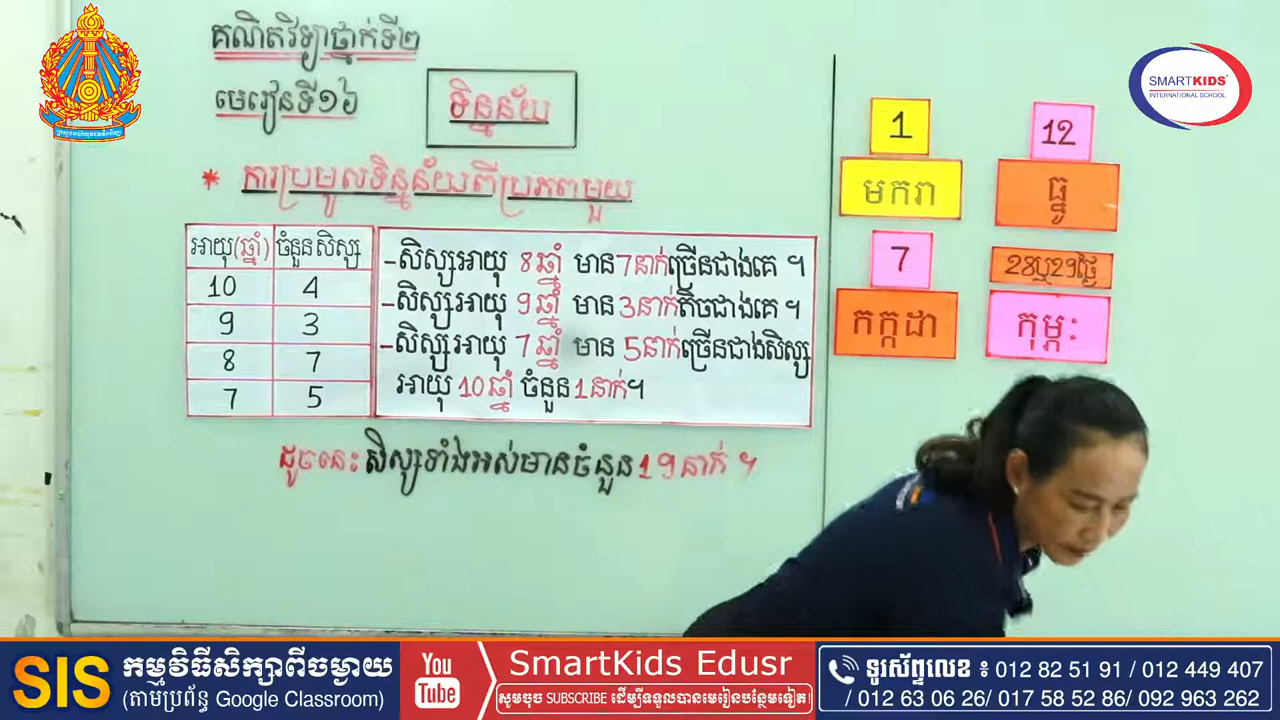 គណិតវិទ្យាថ្នាក់ទី២
មេរៀនទី១៦
ទិន្នន័យ
* ការប្រមូលទិន្នន័យពីប្រភពមួយ
អាយុ(ឆ្នាំ) ចំនួនសិស្ស
10 4
9 3
8 7
7 5
-សិស្សអាយុ 8ឆ្នាំ មាន7នាក់ច្រើនជាងគេ ។
-សិស្សអាយុ 9ឆ្នាំ មាន3នាក់តិចជាងគេ ។
-សិស្សអាយុ 7ឆ្នាំ មាន 5នាក់ច្រើនជាងសិស្ស
អាយុ 10ឆ្នាំ ចំនួន1នាក់។
ដូចនេះ សិស្សទាំងអស់មានចំនួន19នាក់ ។
1
មករា
12
ធ្នូ
7
កក្កដា
28ឬ29ថ្ងៃ
កុម្ភៈ
SMARTKIDS
INTERNATIONAL SCHOOL
SIS
កម្មវិធីសិក្សាពីចម្ងាយ
(តាមប្រព័ន្ធ Google Classroom)
You
Tube
SmartKids Edusr
សូមចុច SUBSCRIBE ដើម្បីទទួលបានមេរៀនបន្ថែមទៀត!
ទូរស័ព្ទលេខ ៖ 012 82 51 91 / 012 449 407
/ 012 63 06 26/ 017 58 52 86/ 092 963 262